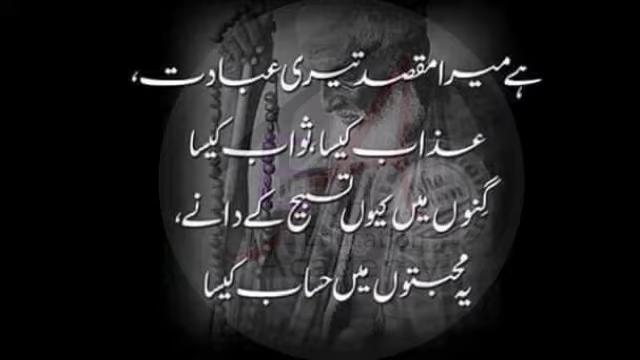 ہے میرا مقصد تیری عبادت،
عذاب کیسا، ثواب کیسا
گِنوں میں کیوں تسبیح کے دانے،
یہ محبتوں میں حساب کیسا